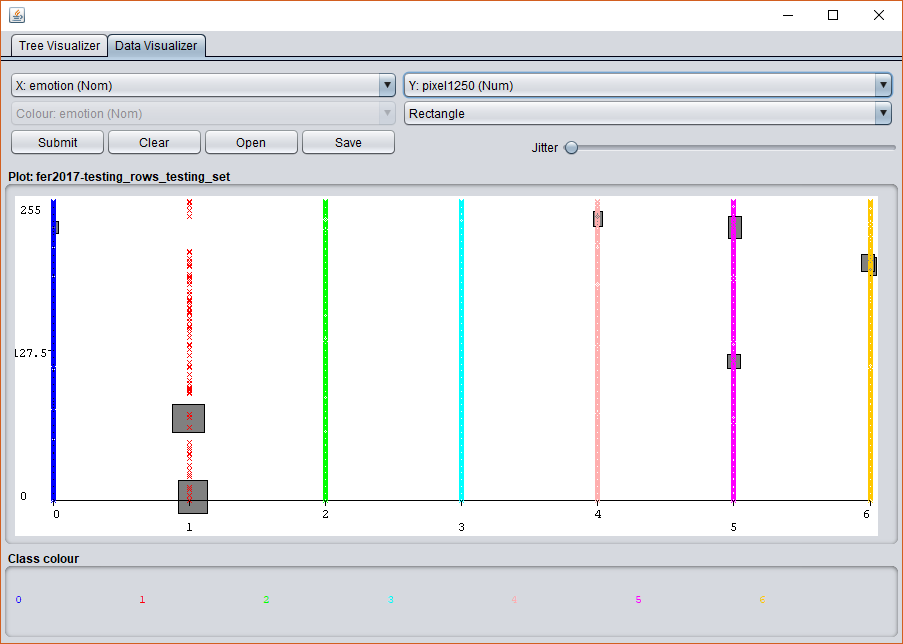 Tree Visualizer Data Visualizer
X: emotion (Nom) Y: pixel1250 (Num)
Colour: emotion (Nom) Rectangle
Submit Clear Open Save Jitter
Plot: fer2017-testing_rows_testing_set
255
127.5
0
0 2 4 6
1 3 5
Class colour
0 1 2 3 4 5 6